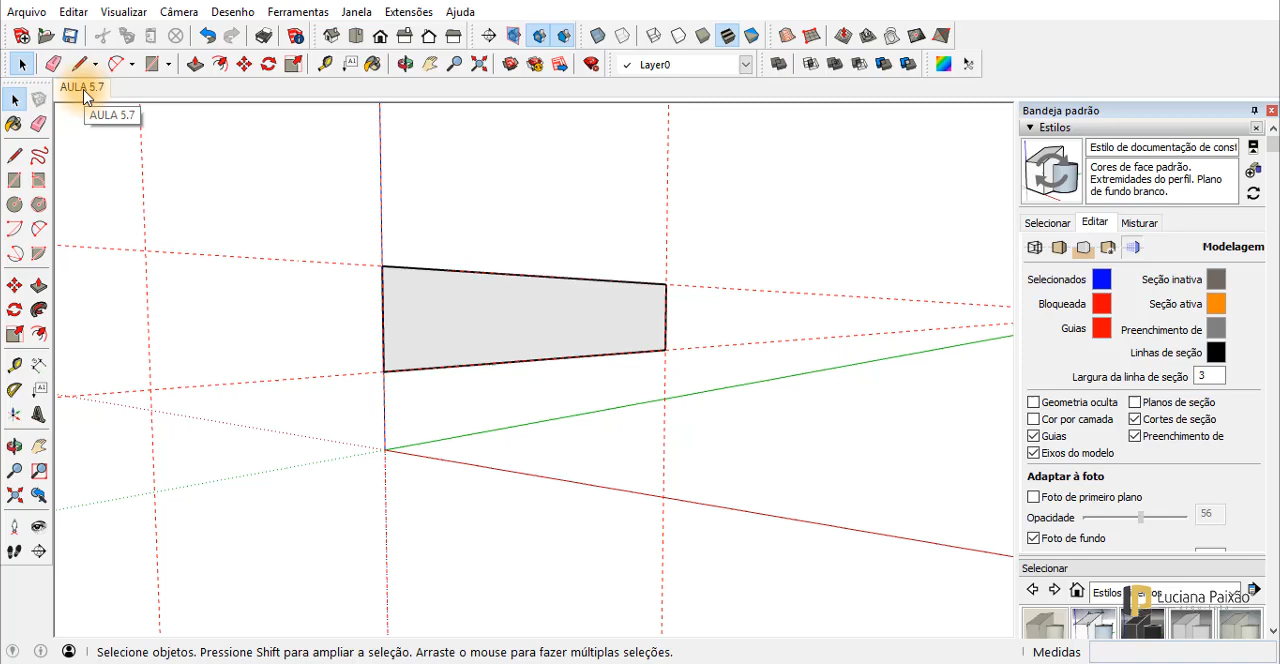 Arquivo Editar Visualizar Câmera Desenho Ferramentas Janela Extensões Ajuda
Layer0
AULA 5.7
AULA 5.7
Bandeja padrão
Estilos
Estilo de documentação de const
Cores de face padrão.
Extremidades do perfil. Plano
de fundo branco.
Selecionar Editar Misturar
Modelagem
Selecionados Seção inativa
Bloqueada Seção ativa
Guias Preenchimento de
Linhas de seção
Largura da linha de seção 3
Geometria oculta Planos de seção
Cor por camada Cortes de seção
Guias Preenchimento de
Eixos do modelo
Adaptar à foto
Foto de primeiro plano
Opacidade 56
Foto de fundo
Selecionar
Luciana Paixão
Selecione objetos. Pressione Shift para ampliar a seleção. Arraste o mouse para fazer múltiplas seleções.
Medidas